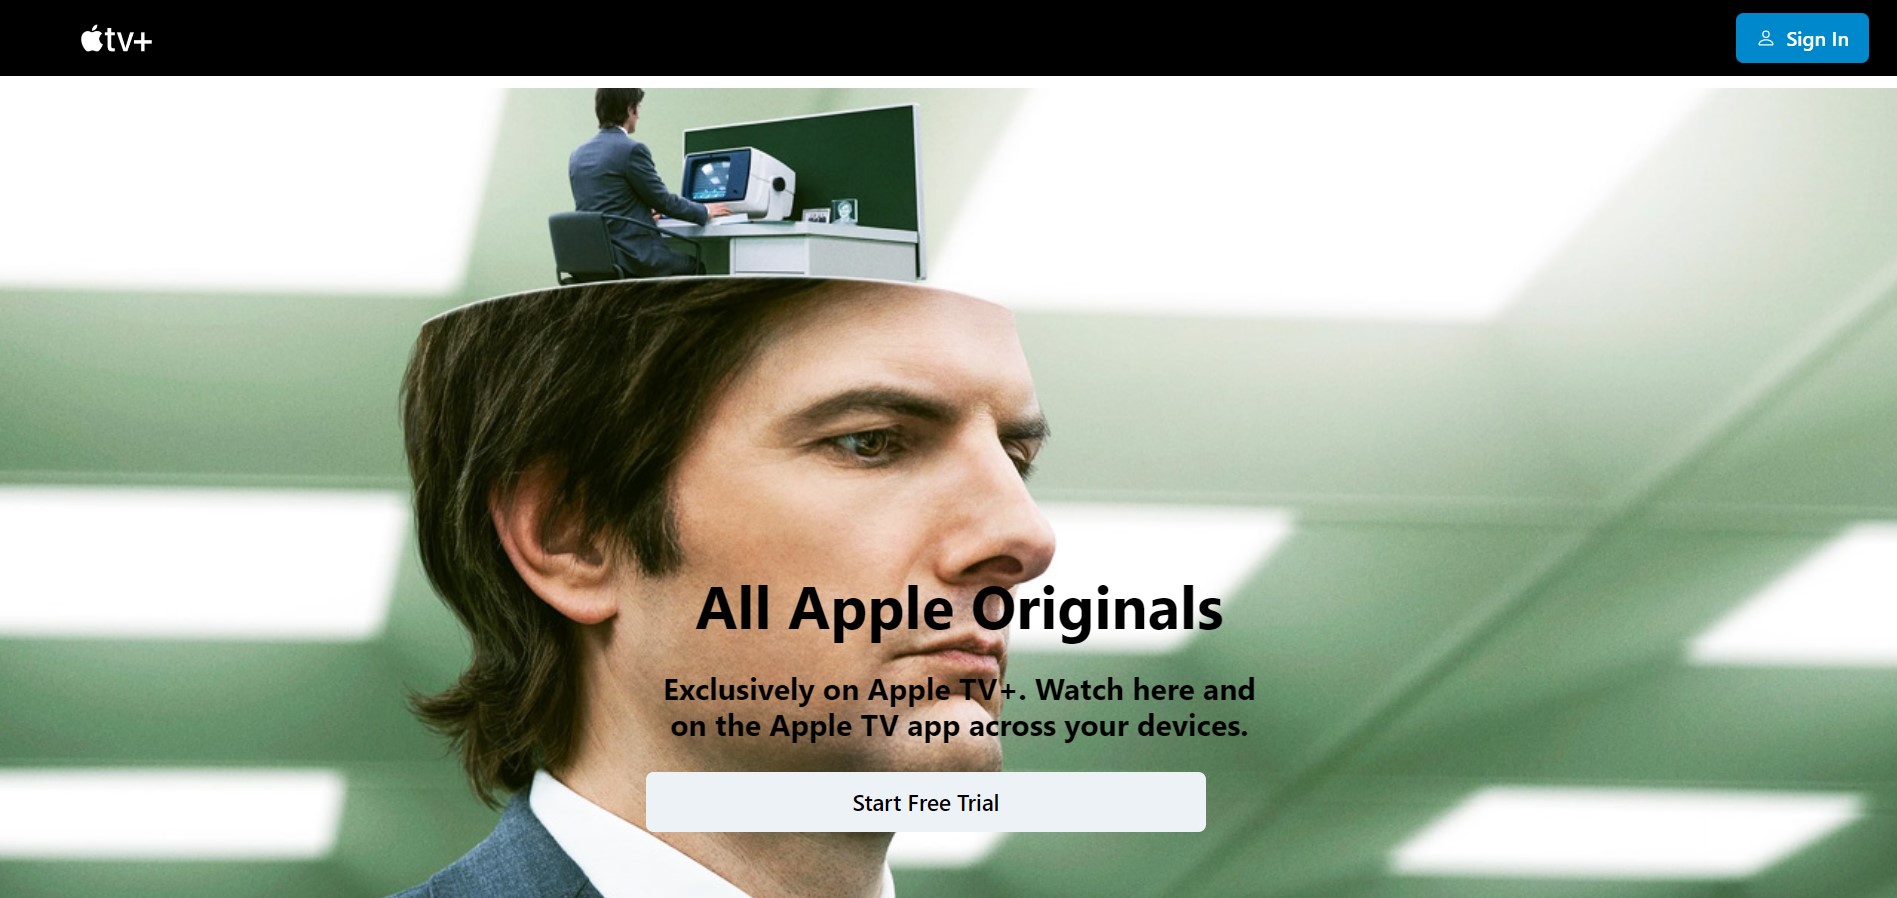 tv+
Sign In
All Apple Originals
Exclusively on Apple TV+. Watch here and
on the Apple TV app across your devices.
Start Free Trial